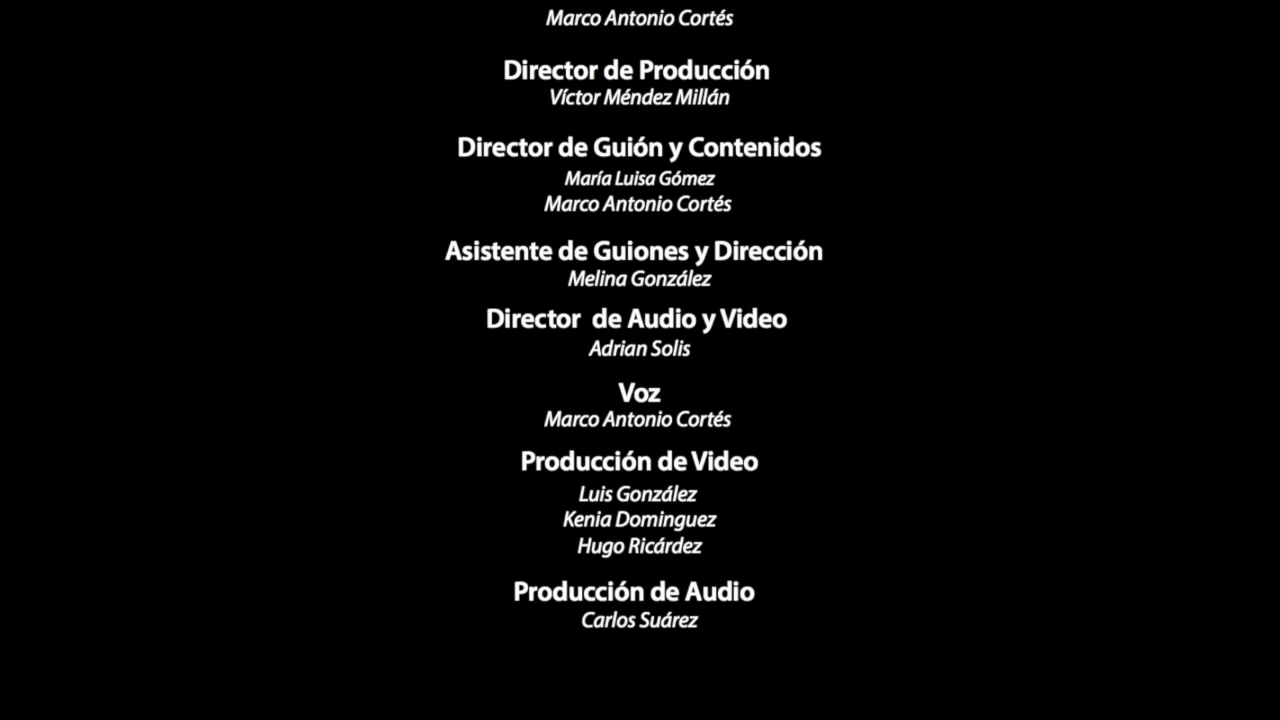 Marco Antonio Cortés
Director de Producción
Víctor Méndez Millán
Director de Guión y Contenidos
María Luisa Gómez
Marco Antonio Cortés
Asistente de Guiones y Dirección
Melina González
Director  de Audio y Video
Adrian Solis
Voz
Marco Antonio Cortés
Producción de Video
Luis González
Kenia Dominguez
Hugo Ricárdez
Producción de Audio
Carlos Suárez